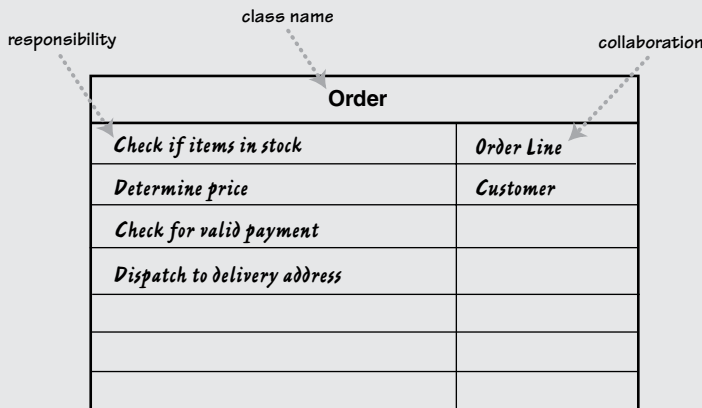 class name
responsibility
collaboration
Order
Check if items in stock
Order Line
Determine price
Customer
Check for valid payment
Dispatch to delivery address